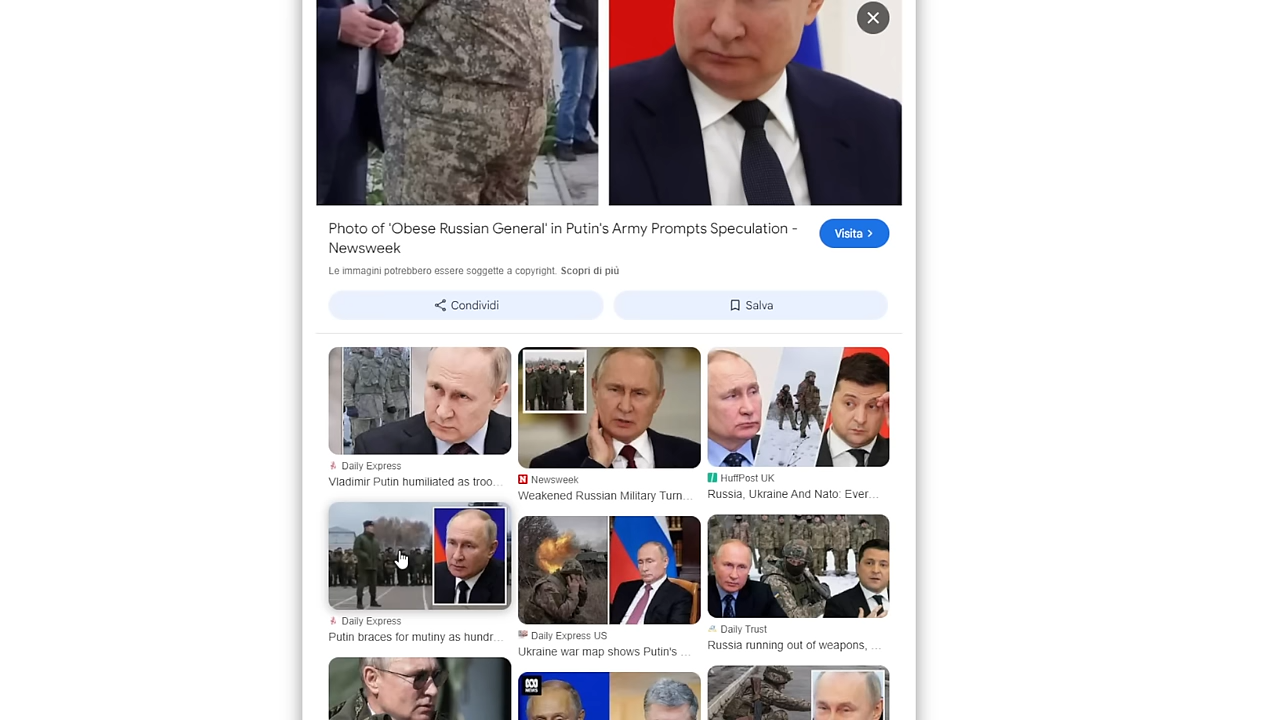 Photo of 'Obese Russian General' in Putin's Army Prompts Speculation -
Newsweek
Visita
Le immagini potrebbero essere soggette a copyright. Scopri di più
Condividi
Salva
Daily Express
Vladimir Putin humiliated as troo...
N Newsweek
Weakened Russian Military Turn...
HuffPost UK
Russia, Ukraine And Nato: Ever...
Daily Express
Putin braces for mutiny as hundr...
Daily Express US
Ukraine war map shows Putin's ...
Daily Trust
Russia running out of weapons, ...
NEWS